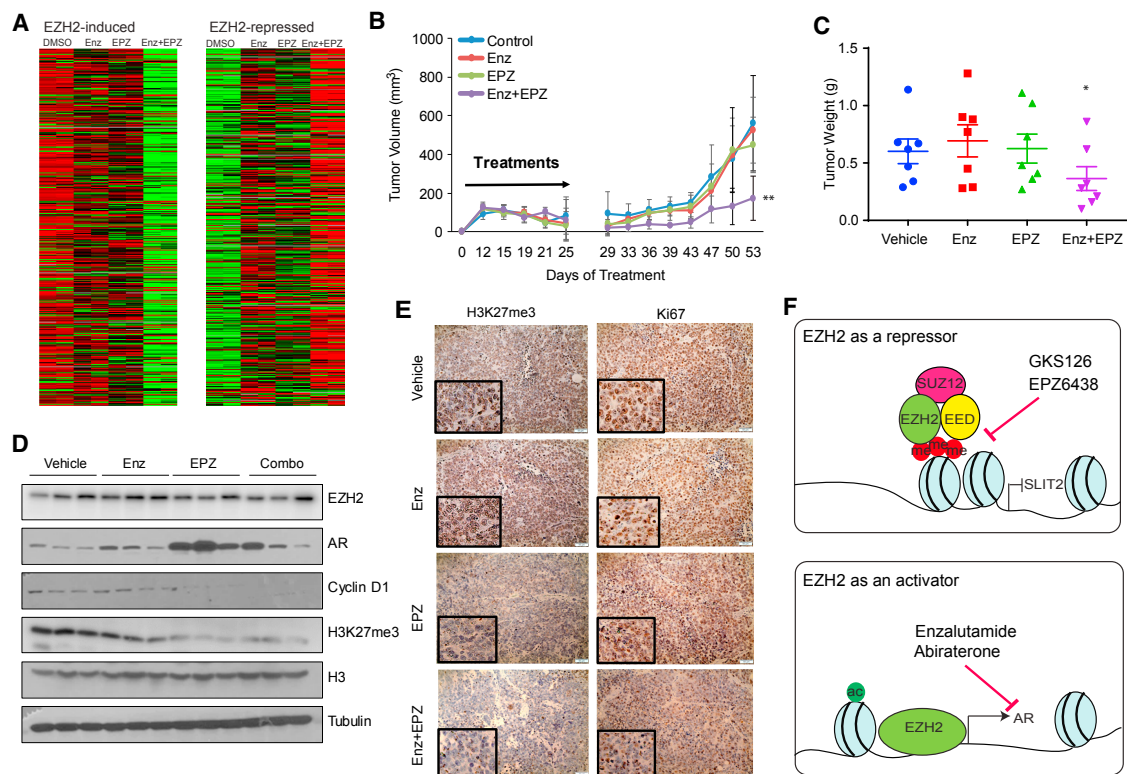 A
EZH2-induced
EZH2-repressed
DMSO Enz EPZ Enz+EPZ
DMSO Enz EPZ Enz+EPZ
B
1000
800
600
400
200
0
Tumor Volume (mm³)
Control
Enz
EPZ
Enz+EPZ
Treatments
**
0 12 15 19 21 25 29 33 36 39 43 47 50 53
Days of Treatment
C
1.5
1.0
0.5
0.0
Tumor Weight (g)
*
Vehicle Enz EPZ Enz+EPZ
D
Vehicle Enz EPZ Combo
EZH2
AR
Cyclin D1
H3K27me3
H3
Tubulin
E
H3K27me3 Ki67
Vehicle
Enz
EPZ
Enz+EPZ
F
EZH2 as a repressor
GKS126
EPZ6438
SUZ12
EZH2 EED
me me me
SLIT2
EZH2 as an activator
Enzalutamide
Abiraterone
ac
EZH2
AR